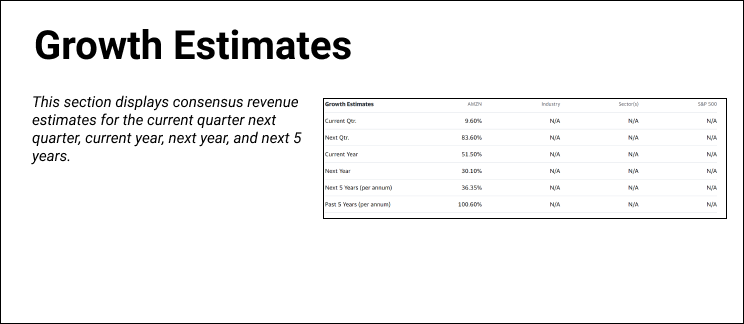 Growth Estimates
This section displays consensus revenue
estimates for the current quarter next
quarter, current year, next year, and next 5
years.
Growth Estimates AMZN Industry Sector(s) S&P 500
Current Qtr. 9.60% N/A N/A N/A
Next Qtr. 83.60% N/A N/A N/A
Current Year 51.50% N/A N/A N/A
Next Year 30.10% N/A N/A N/A
Next 5 Years (per annum) 36.35% N/A N/A N/A
Past 5 Years (per annum) 100.60% N/A N/A N/A